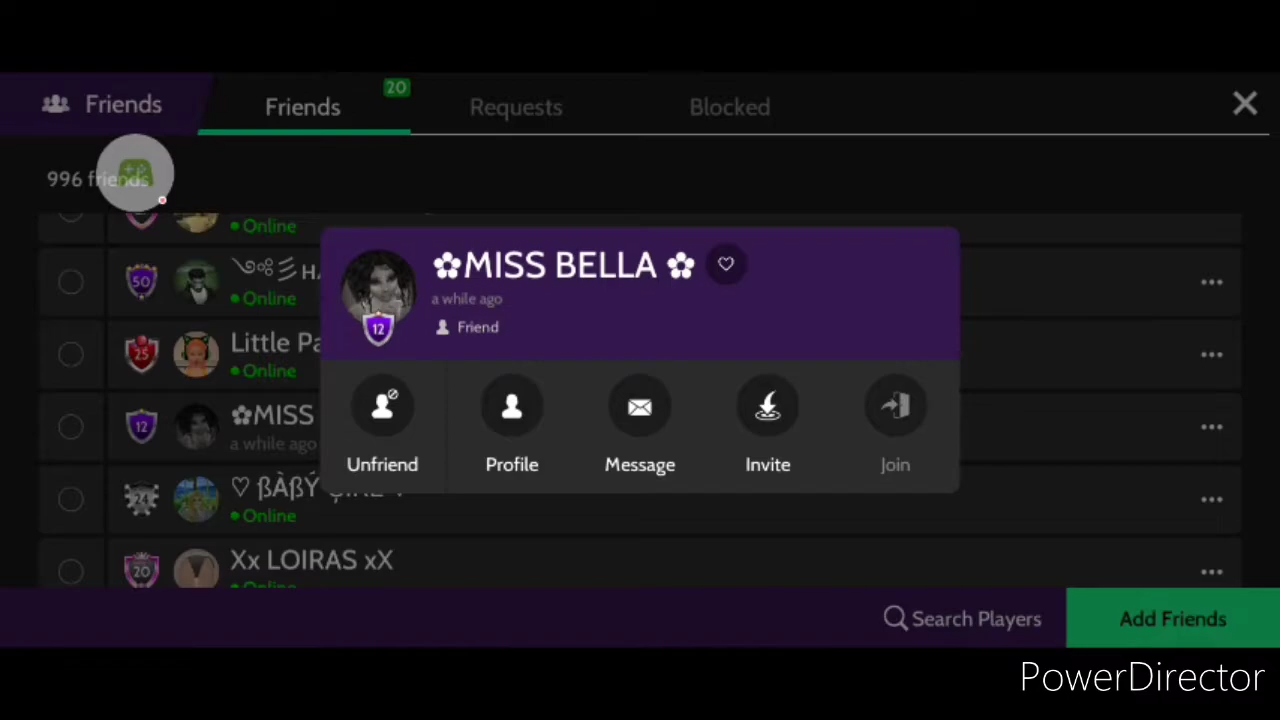 Friends
Friends
20
Requests
Blocked
996 friends
Online
50
Online
✿MISS BELLA ✿
a while ago
12
Friend
25
Little Pa
Online
12
✿MISS
a while ago
Unfriend
Profile
Message
Invite
Join
24
Online
20
Xx LOIRAS xX
Online
Search Players
Add Friends
PowerDirector